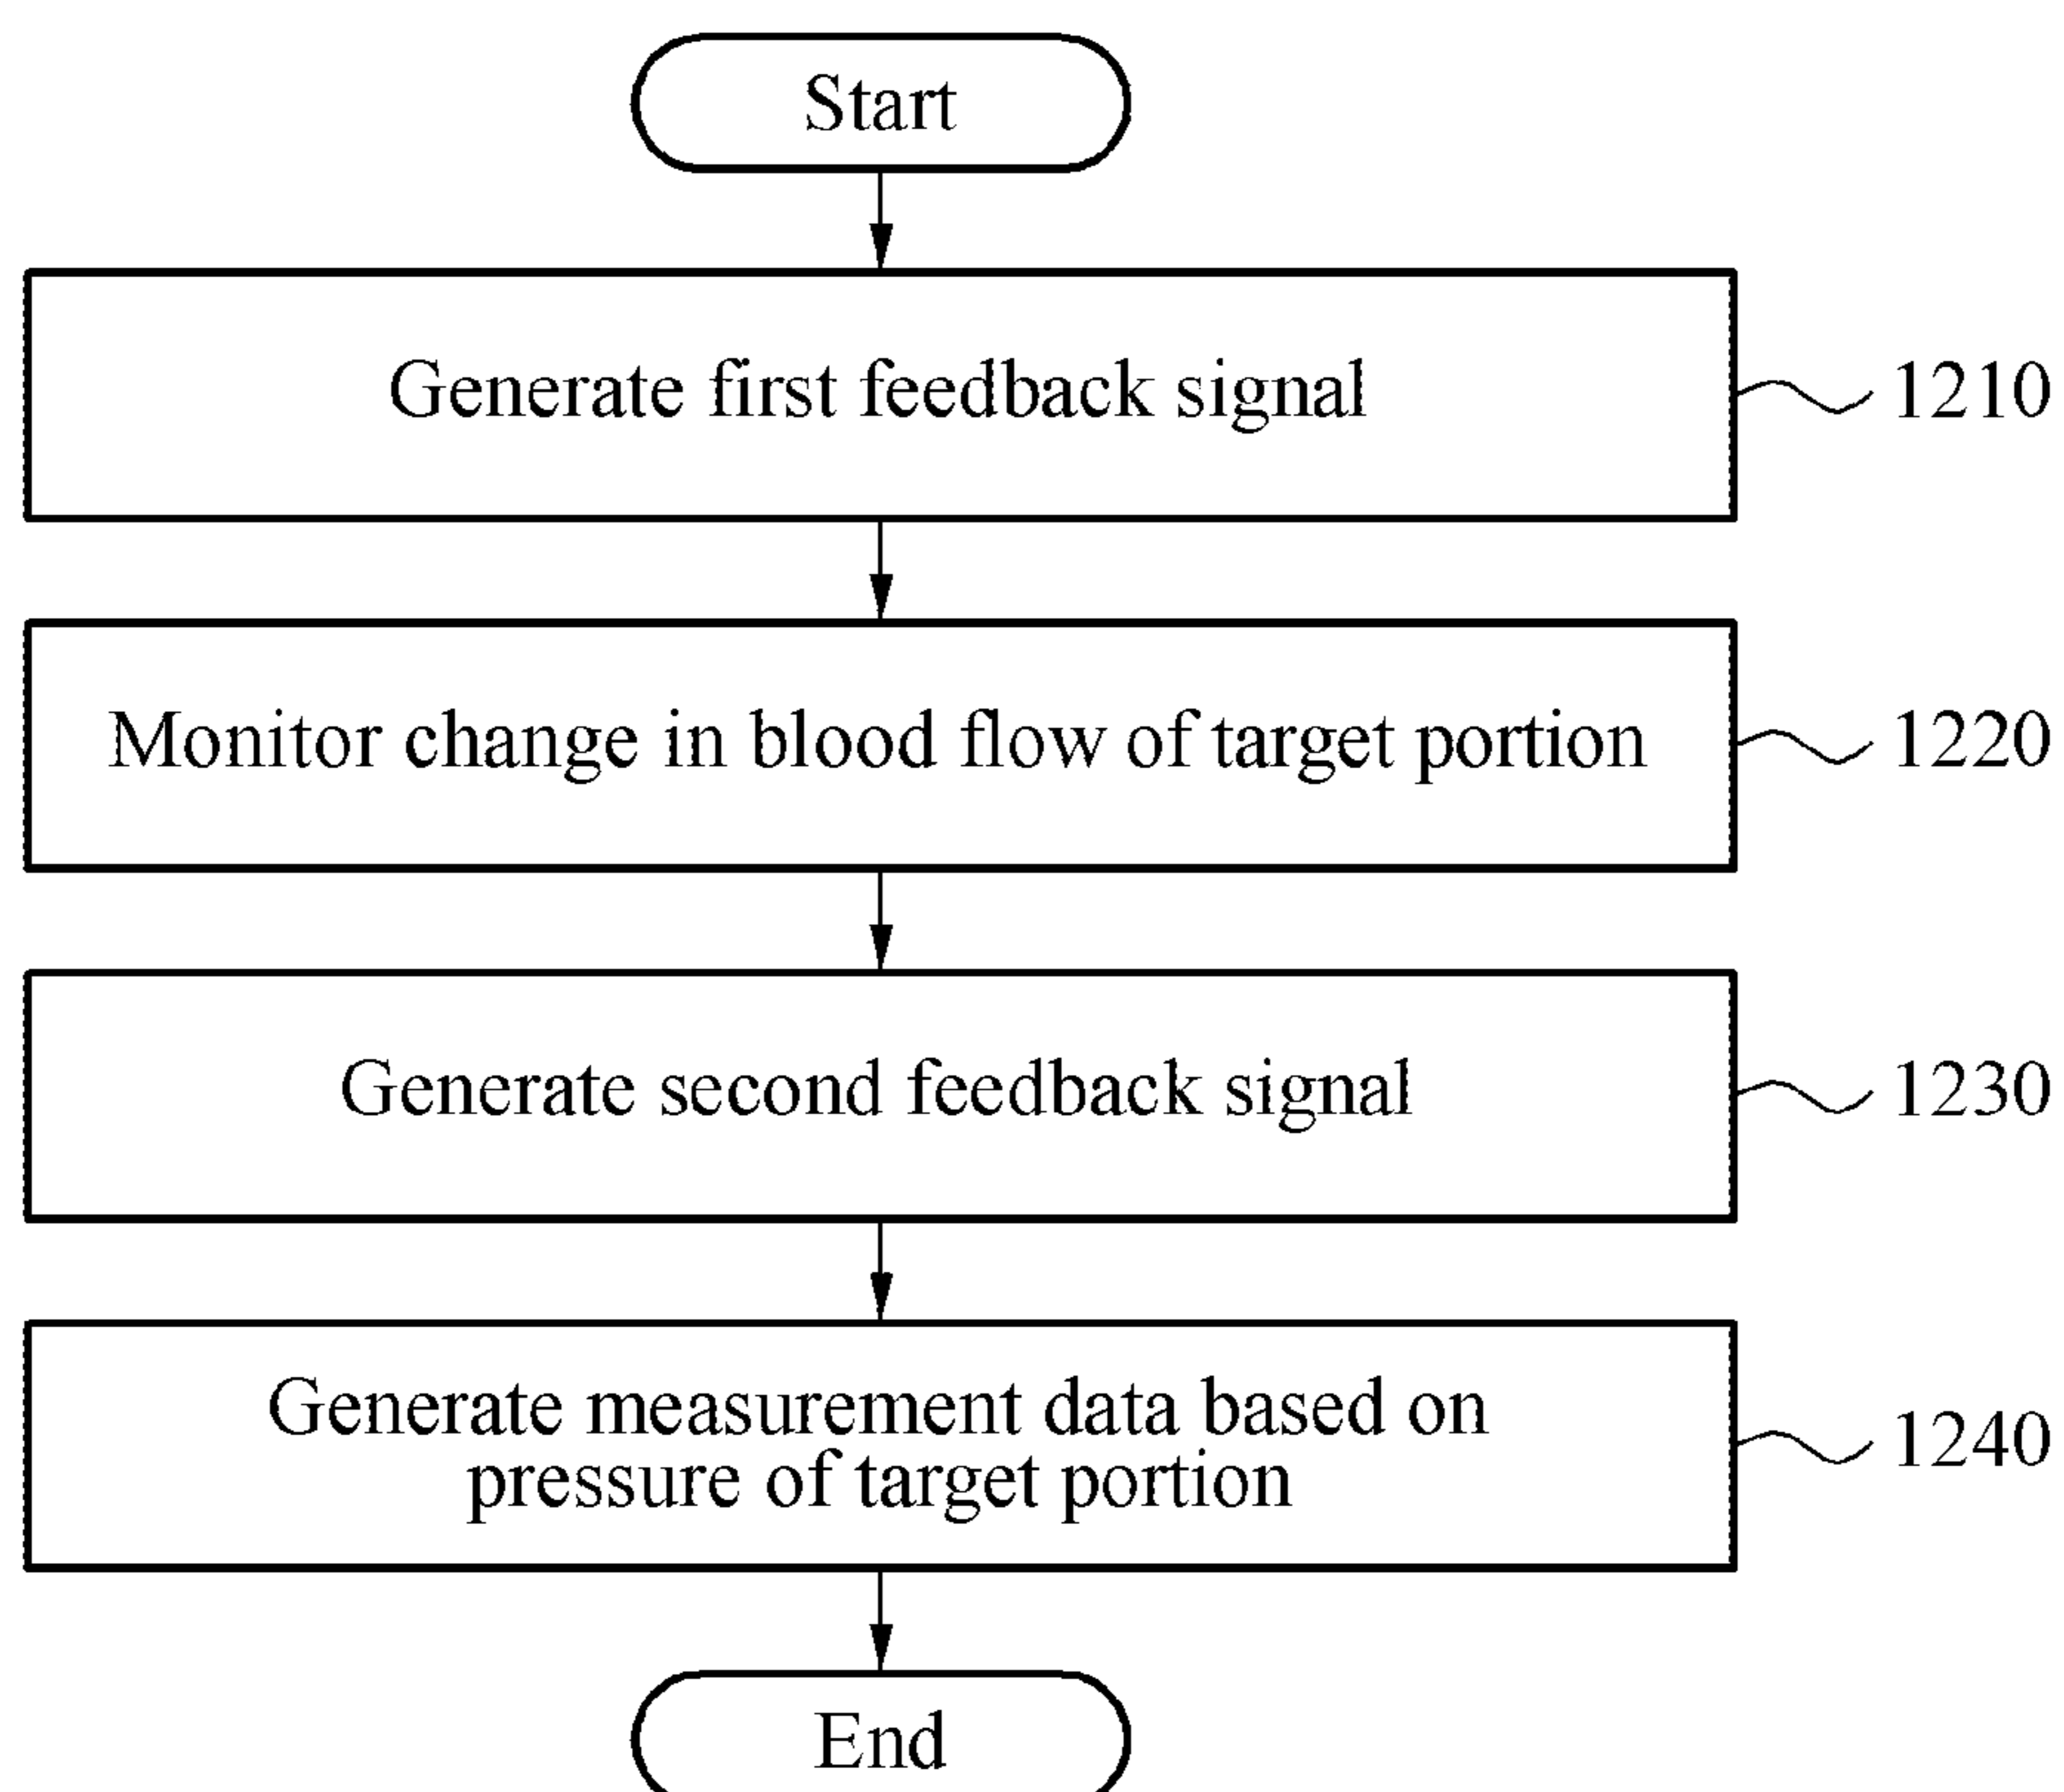 Start
Generate first feedback signal
1210
Monitor change in blood flow of target portion
1220
Generate second feedback signal
1230
Generate measurement data based on
pressure of target portion
1240
End